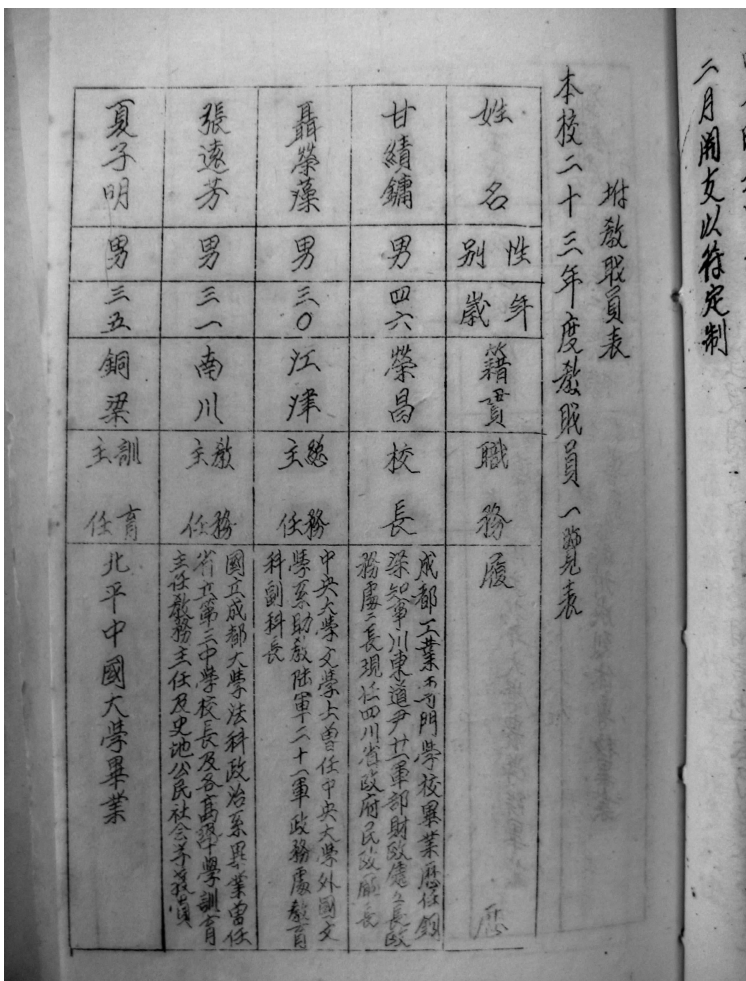 二月開支以符定制
坿教職員表
本校二十三年度教職員一覽表
姓名
性別
年歲
籍貫
職務
履歷
甘績鏞
男
四六
榮昌
校長
成都工業專門學校畢業歷任銅
梁知事川東道尹廿一軍部財政處處長政
務處處長現任四川省政府民政廳長
聶榮藻
男
三〇
江津
總務
主任
中央大學文學士曾任中央大學外國文
學系助教陸軍二十一軍政務處教育
科副科長
張遠芳
男
三一
南川
教務
主任
國立成都大學法科政治系畢業曾任
省立第三中學校長及各高級中學訓育
主任教務主任及史地公民社會學教員
夏子明
男
三五
銅梁
訓育
主任
北平中國大學畢業